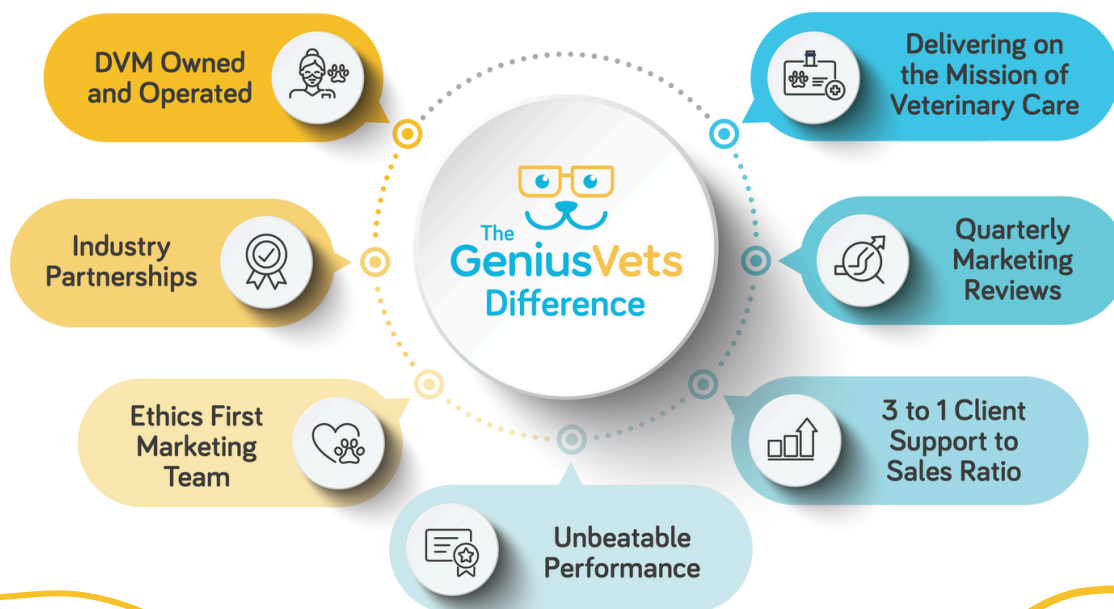 DVM Owned
and Operated
Industry
Partnerships
Ethics First
Marketing
Team
The
GeniusVets
Difference
Delivering on
the Mission of
Veterinary Care
Quarterly
Marketing
Reviews
3 to 1 Client
Support to
Sales Ratio
Unbeatable
Performance